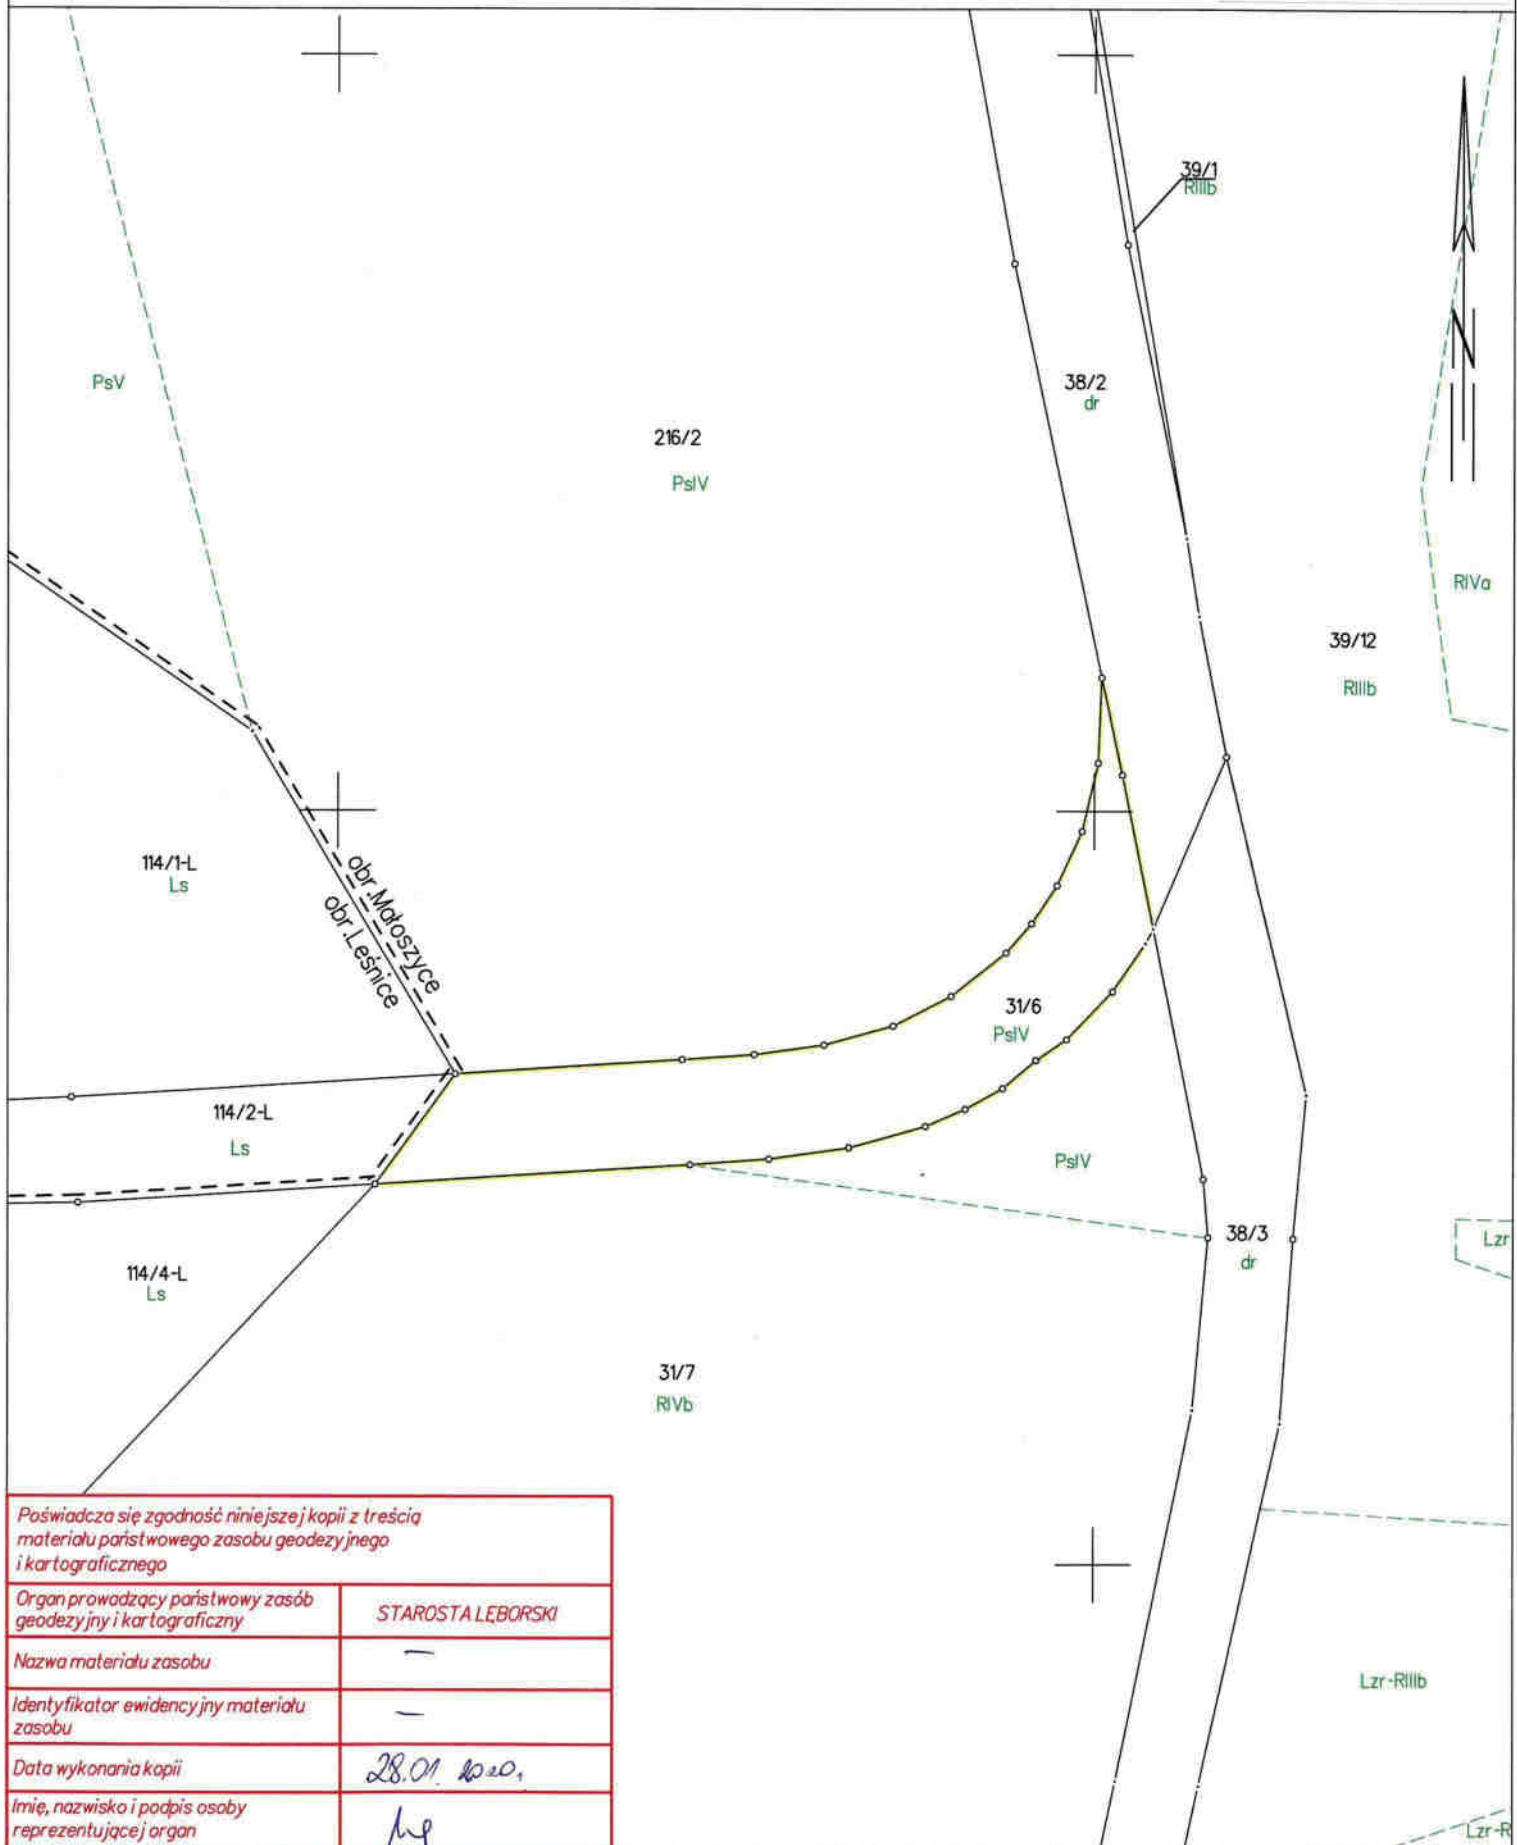 39/1
RIIIb
PsV
38/2
dr
216/2
PsIV
RIVa
39/12
RIIIb
N
114/1-L
Ls
obr.Małoszyce
obr.Leśnice
31/6
PsIV
114/2-L
Ls
PsIV
38/3
dr
Lzr
114/4-L
Ls
31/7
RIVb
Poświadcza się zgodność niniejszej kopii z treścią
materiału państwowego zasobu geodezyjnego
i kartograficznego
Organ prowadzący państwowy zasób
geodezyjny i kartograficzny
STAROSTA LĘBORSKI
Nazwa materiału zasobu
—
Identyfikator ewidencyjny materiału
zasobu
—
Data wykonania kopii
28.01.2020,
Imię, nazwisko i podpis osoby
reprezentującej organ
Lzr-RIIIb
Lzr-R